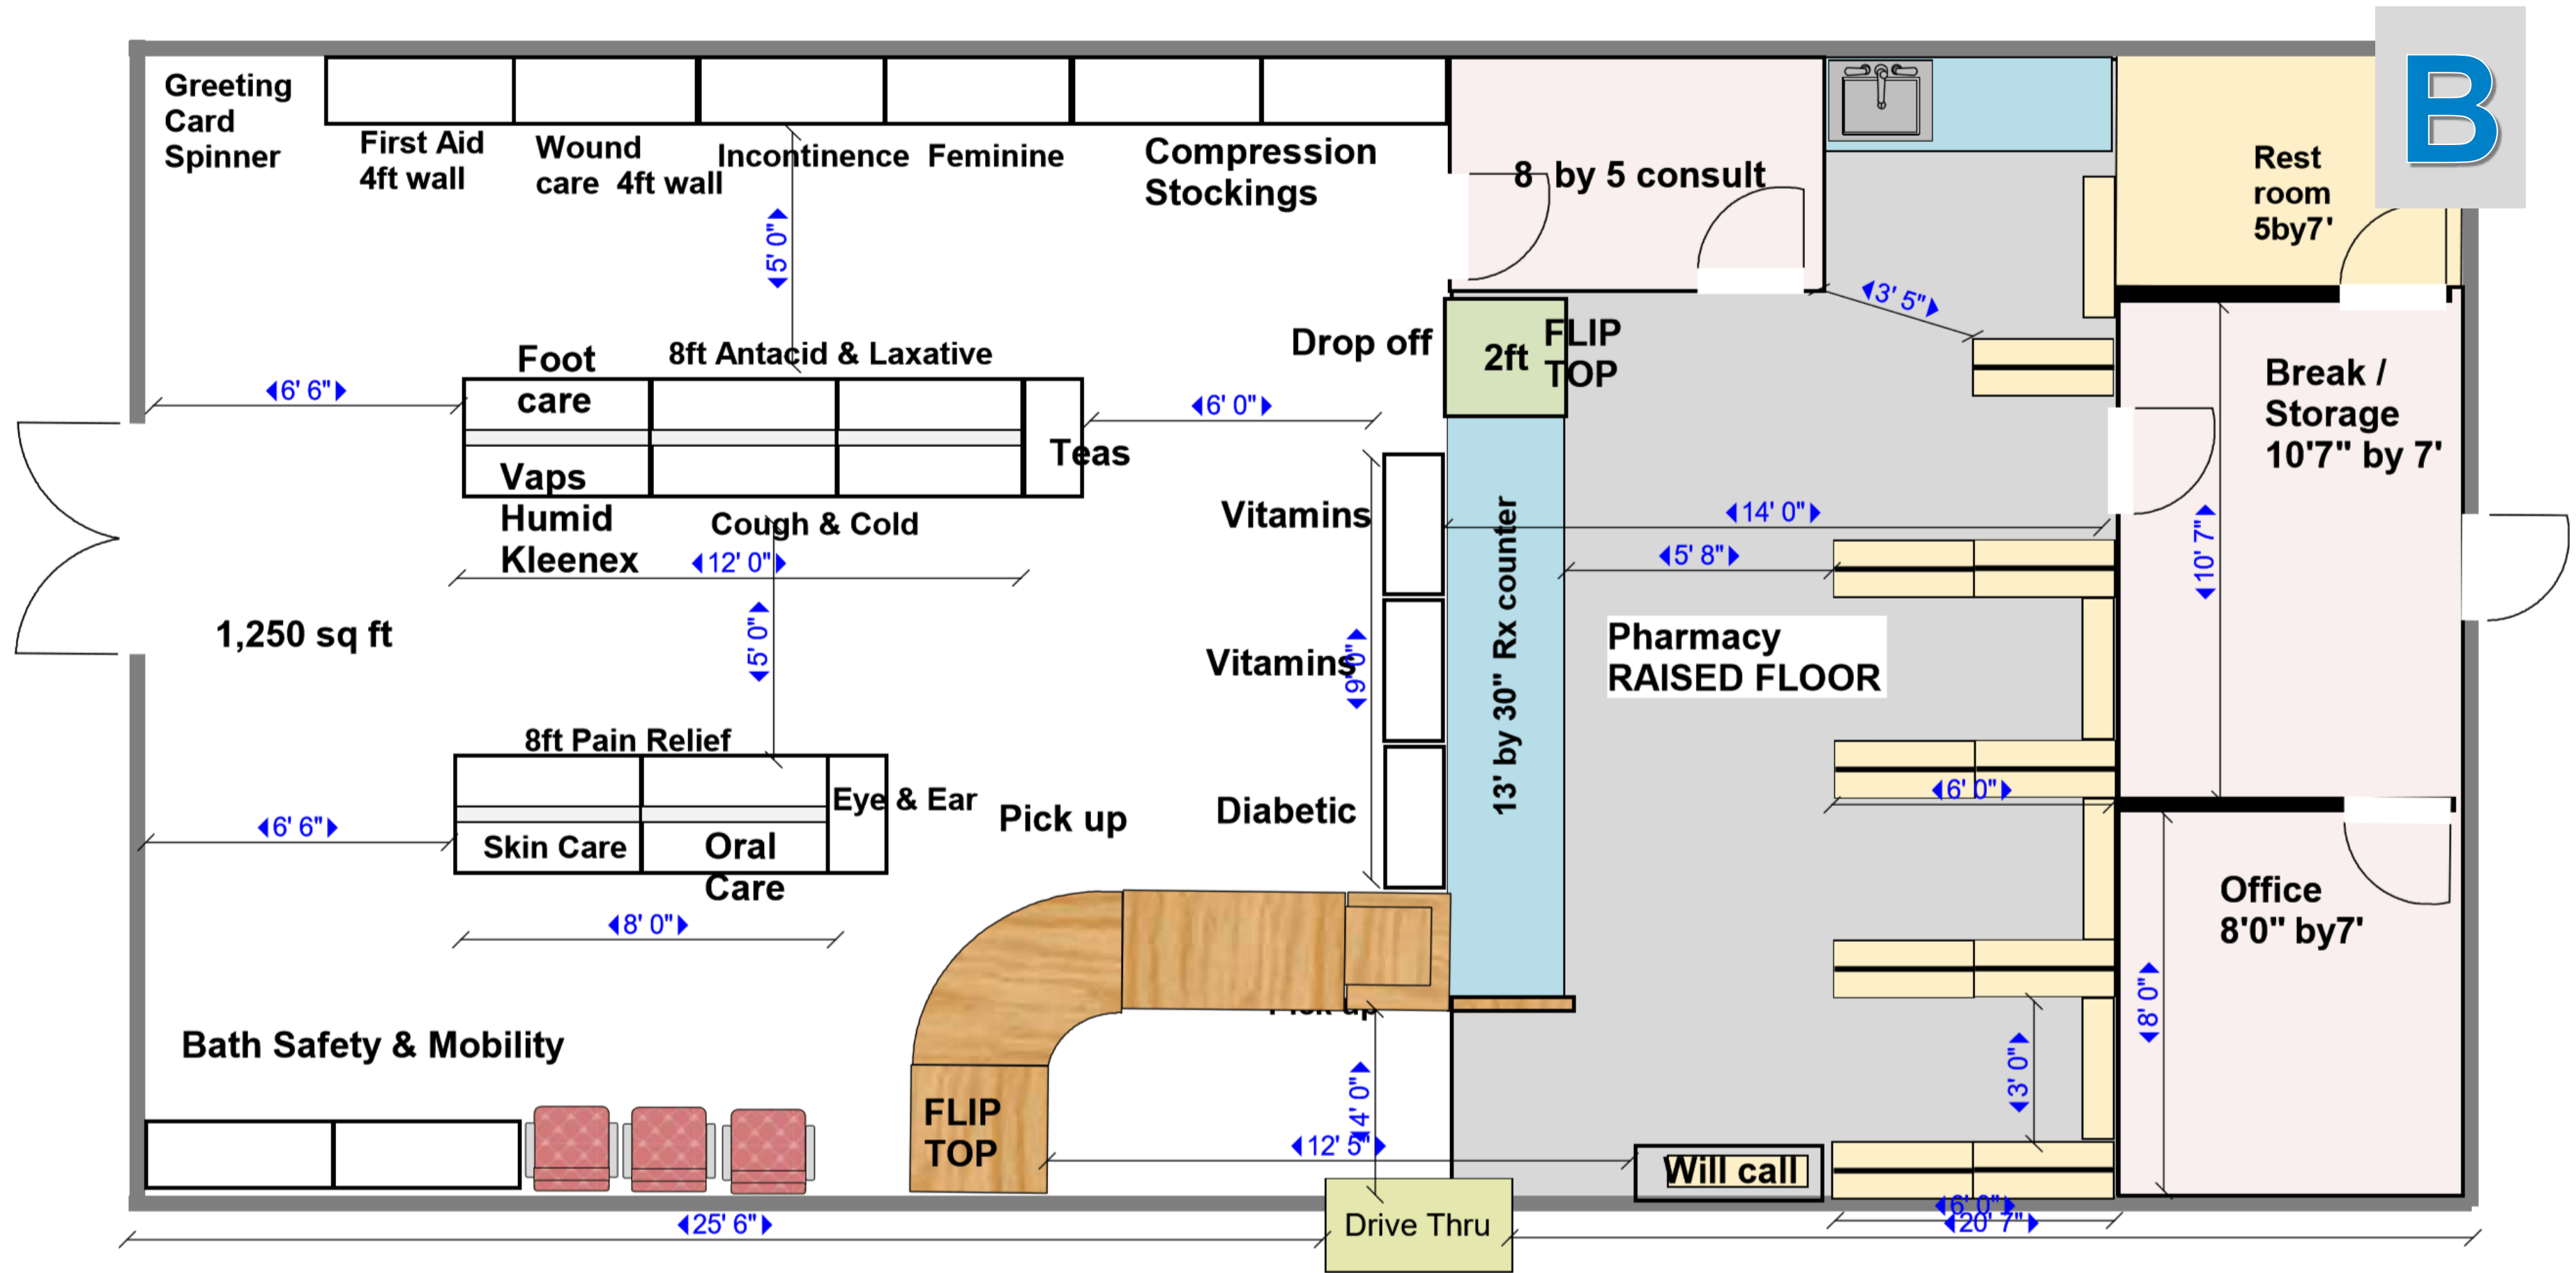 B
Greeting
Card
Spinner
First Aid
4ft wall
Wound
care 4ft wall
Incontinence
Feminine
Compression
Stockings
8 by 5 consult
Rest
room
5by7'
5' 0"
3' 5"
Drop off
2ft
FLIP
TOP
Foot
care
8ft Antacid & Laxative
6' 6"
6' 0"
Teas
Vaps
Humid
Kleenex
Cough & Cold
12' 0"
Break /
Storage
10'7" by 7'
Vitamins
14' 0"
5' 8"
10' 7"
13' by 30" Rx counter
1,250 sq ft
5' 0"
Vitamins
9' 0"
Pharmacy
RAISED FLOOR
8ft Pain Relief
Eye & Ear
Pick up
Diabetic
6' 0"
6' 6"
Skin Care
Oral
Care
8' 0"
Office
8'0" by7'
8' 0"
Pick up
Bath Safety & Mobility
FLIP
TOP
4' 0"
12' 5"
3' 0"
Will call
25' 6"
Drive Thru
6' 0"
20' 7"